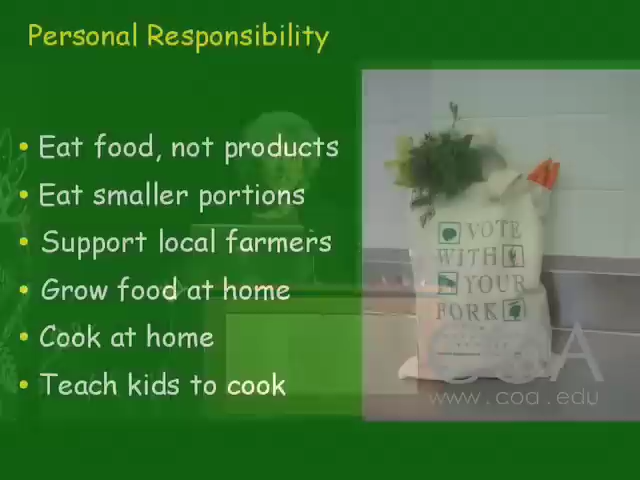 Personal Responsibility
• Eat food, not products
• Eat smaller portions
• Support local farmers
• Grow food at home
• Cook at home
• Teach kids to cook
VOTE
WITH
YOUR
FORK
COA
www.coa.edu